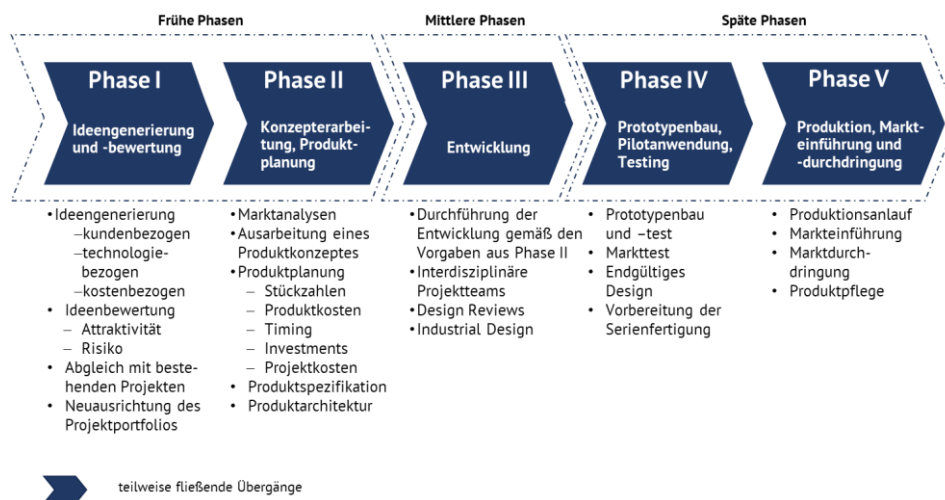 Frühe Phasen
Mittlere Phasen
Späte Phasen
Phase I
Ideengenerierung
und -bewertung
Phase II
Konzepterarbei-
tung, Produkt-
planung
Phase III
Entwicklung
Phase IV
Prototypenbau,
Pilotanwendung,
Testing
Phase V
Produktion, Markt-
einführung und
-durchdringung
•Ideengenerierung
–kundenbezogen
–technologie-
bezogen
–kostenbezogen
• Ideenbewertung
– Attraktivität
– Risiko
• Abgleich mit beste-
henden Projekten
• Neuausrichtung des
Projektportfolios
•Marktanalysen
•Ausarbeitung eines
Produktkonzeptes
•Produktplanung
– Stückzahlen
– Produktkosten
– Timing
– Investments
– Projektkosten
• Produktspezifikation
• Produktarchitektur
•Durchführung der
Entwicklung gemäß den
Vorgaben aus Phase II
•Interdisziplinäre
Projektteams
•Design Reviews
•Industrial Design
• Prototypenbau
und –test
• Markttest
• Endgültiges
Design
• Vorbereitung der
Serienfertigung
• Produktionsanlauf
• Markteinführung
• Marktdurch-
dringung
• Produktpflege
teilweise fließende Übergänge